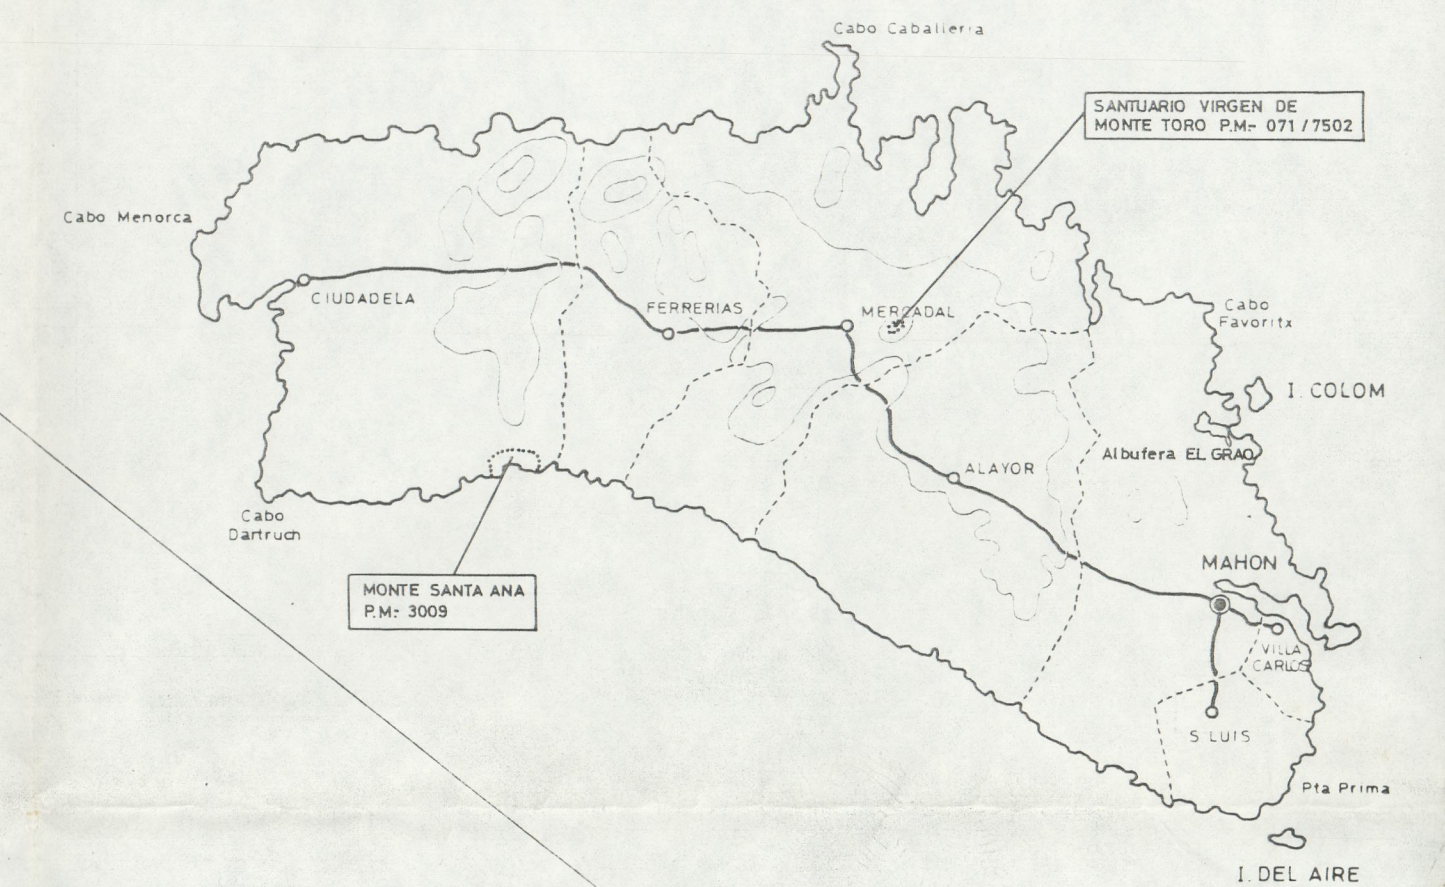 Cabo Caballeria
SANTUARIO VIRGEN DE
MONTE TORO P.M.- 071/7502
Cabo Menorca
CIUDADELA
FERRERIAS
MERCADAL
Cabo
Favoritx
I. COLOM
Albufera EL GRAO
ALAYOR
Cabo
Dartruch
MONTE SANTA ANA
P.M.- 3009
MAHON
VILLA
CARLOS
S. LUIS
Pta Prima
I. DEL AIRE